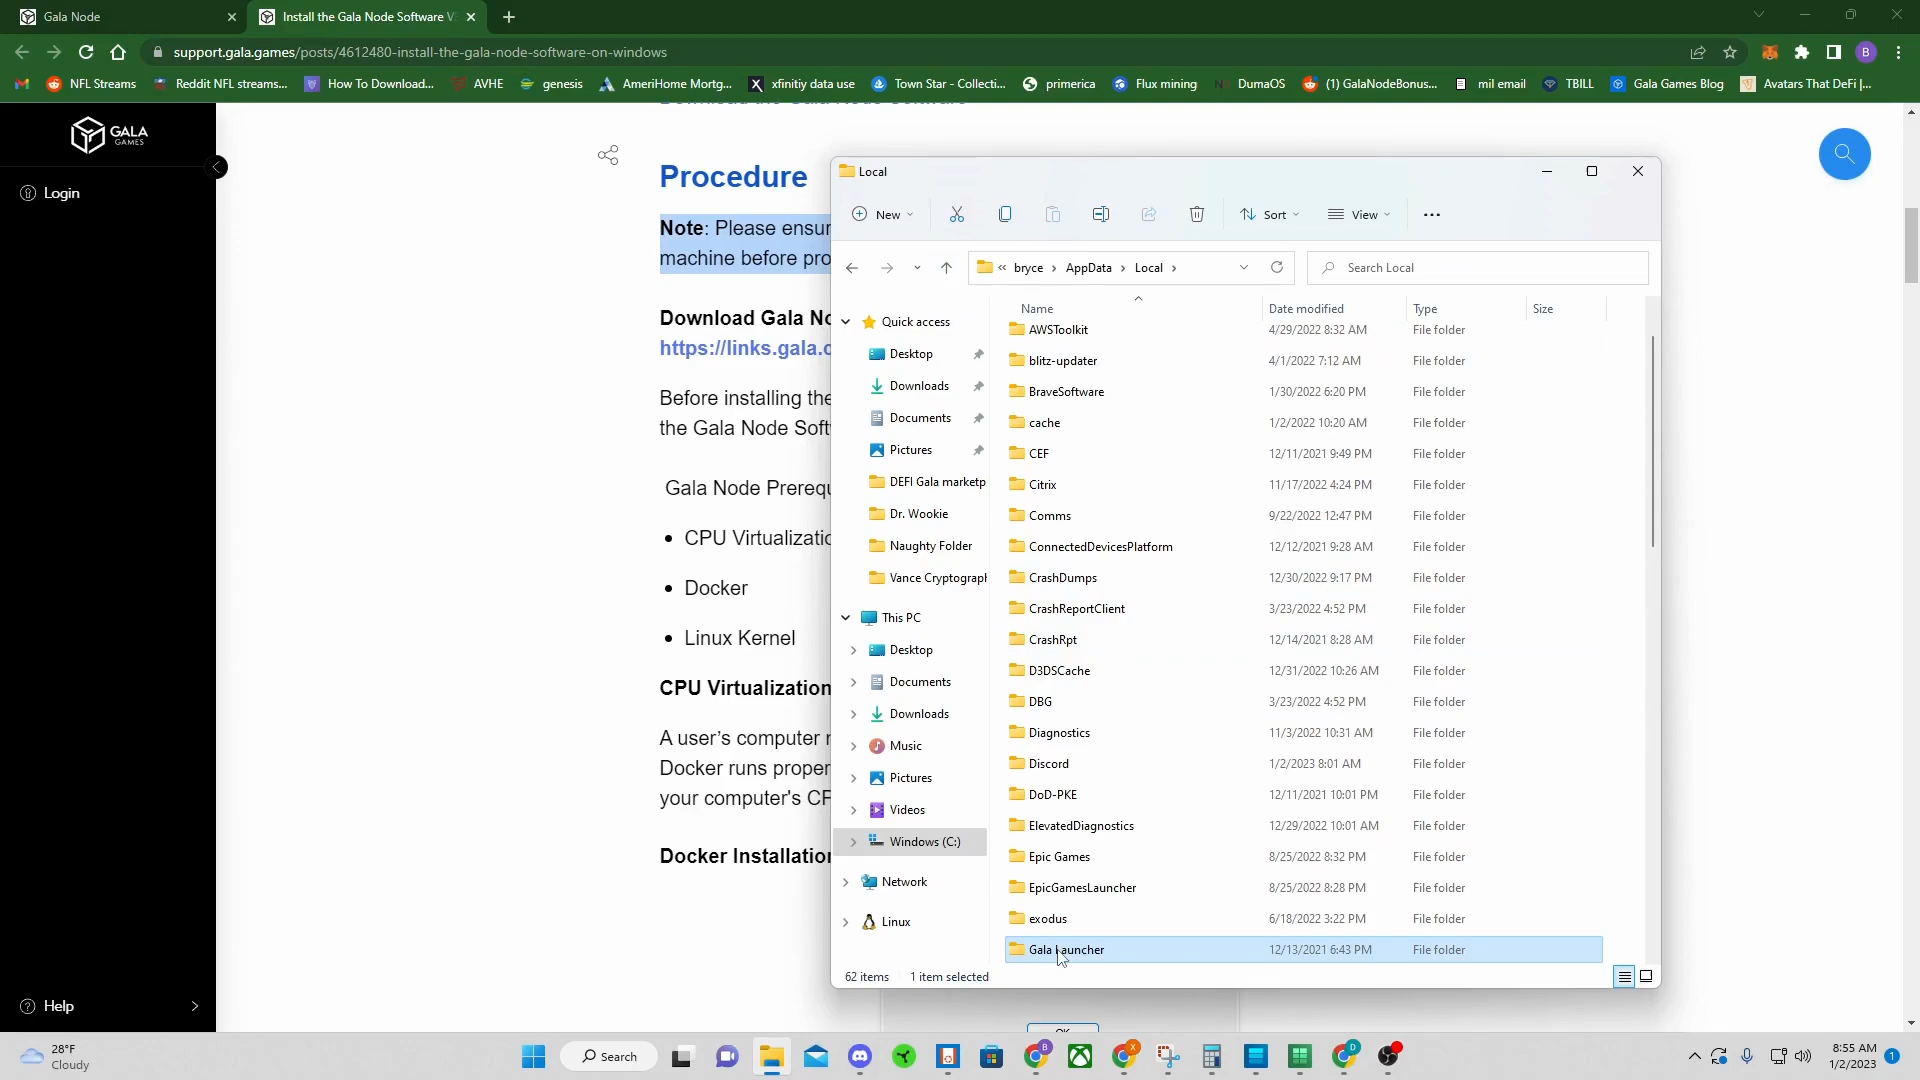 Gala Node
Install the Gala Node Software V
support.gala.games/posts/4612480-install-the-gala-node-software-on-windows
B
NFL Streams
Reddit NFL streams...
How To Download...
AVHE
genesis
AmeriHome Mortg...
xfinitiy data use
Town Star - Collecti...
primerica
Flux mining
DumaOS
(1) GalaNodeBonus...
mil email
TBILL
Gala Games Blog
Avatars That DeFi |...
GALA
GAMES
Login
Help
Download the Gala Node Software
Procedure
Note: Please ensur
machine before pro
Download Gala No
https://links.gala.c
Before installing the
the Gala Node Soft
Gala Node Prerequ
CPU Virtualizatio
Docker
Linux Kernel
CPU Virtualization
A user's computer
Docker runs proper
your computer's CP
Docker Installation
Local
New
Sort
View
« bryce > AppData > Local >
Search Local
Quick access
Desktop
Downloads
Documents
Pictures
DEFI Gala marketp
Dr. Wookie
Naughty Folder
Vance Cryptograph
This PC
Desktop
Documents
Downloads
Music
Pictures
Videos
Windows (C:)
Network
Linux
Name Date modified Type Size
AWSToolkit 4/29/2022 8:32 AM File folder
blitz-updater 4/1/2022 7:12 AM File folder
BraveSoftware 1/30/2022 6:20 PM File folder
cache 1/2/2022 10:20 AM File folder
CEF 12/11/2021 9:49 PM File folder
Citrix 11/17/2022 4:24 PM File folder
Comms 9/22/2022 12:47 PM File folder
ConnectedDevicesPlatform 12/12/2021 9:28 AM File folder
CrashDumps 12/30/2022 9:17 PM File folder
CrashReportClient 3/23/2022 4:52 PM File folder
CrashRpt 12/14/2021 8:28 AM File folder
D3DSCache 12/31/2022 10:26 AM File folder
DBG 3/23/2022 4:52 PM File folder
Diagnostics 11/3/2022 10:31 AM File folder
Discord 1/2/2023 8:01 AM File folder
DoD-PKE 12/11/2021 10:01 PM File folder
ElevatedDiagnostics 12/29/2022 10:01 AM File folder
Epic Games 8/25/2022 8:32 PM File folder
EpicGamesLauncher 8/25/2022 8:28 PM File folder
exodus 6/18/2022 3:22 PM File folder
Gala Launcher 12/13/2021 6:43 PM File folder
62 items 1 item selected
OK
28°F
Cloudy
Search
B
X
D
8:55 AM
1/2/2023
1